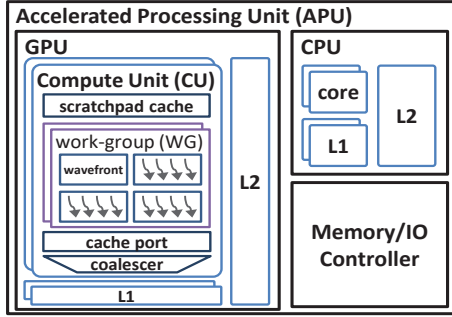 Accelerated Processing Unit (APU)
GPU
Compute Unit (CU)
scratchpad cache
work-group (WG)
wavefront
cache port
coalescer
L1
L2
CPU
core
L1
L2
Memory/IO
Controller